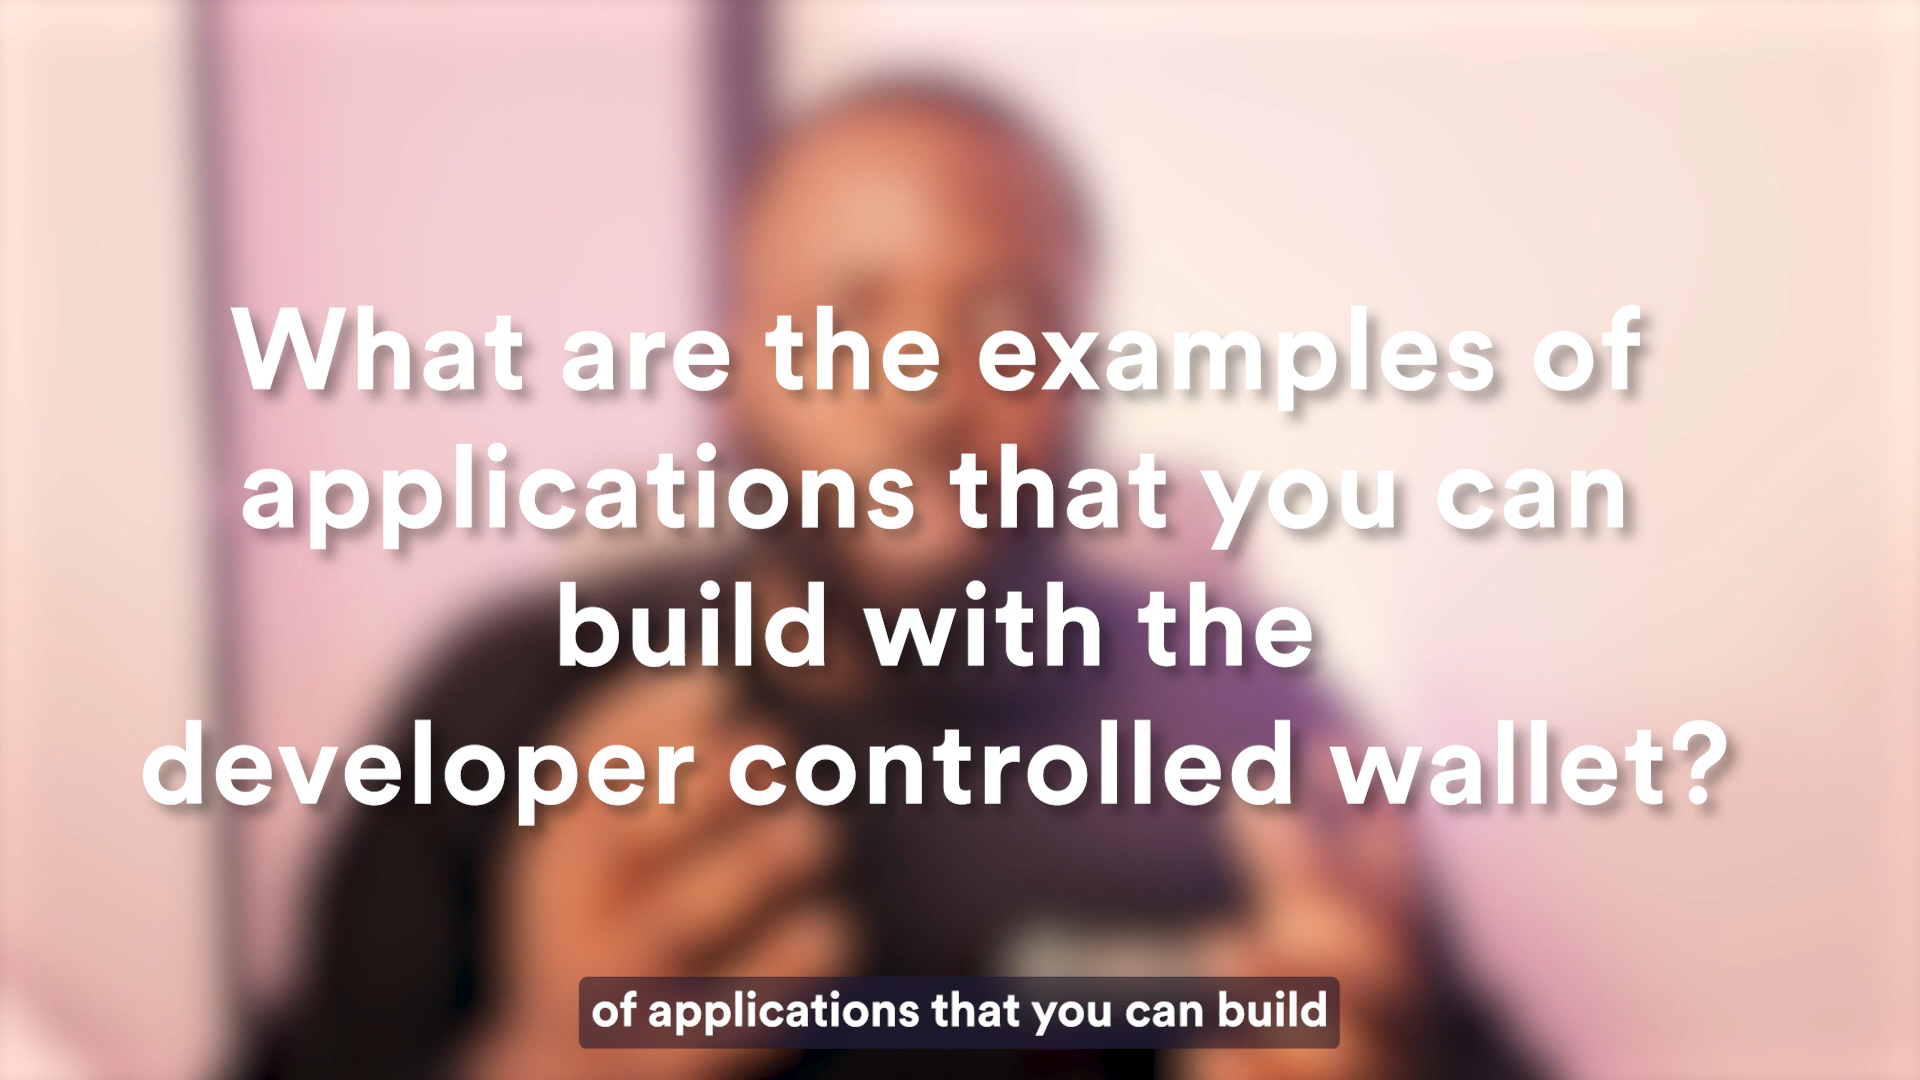 What are the examples of
applications that you can
build with the
developer controlled wallet?
of applications that you can build